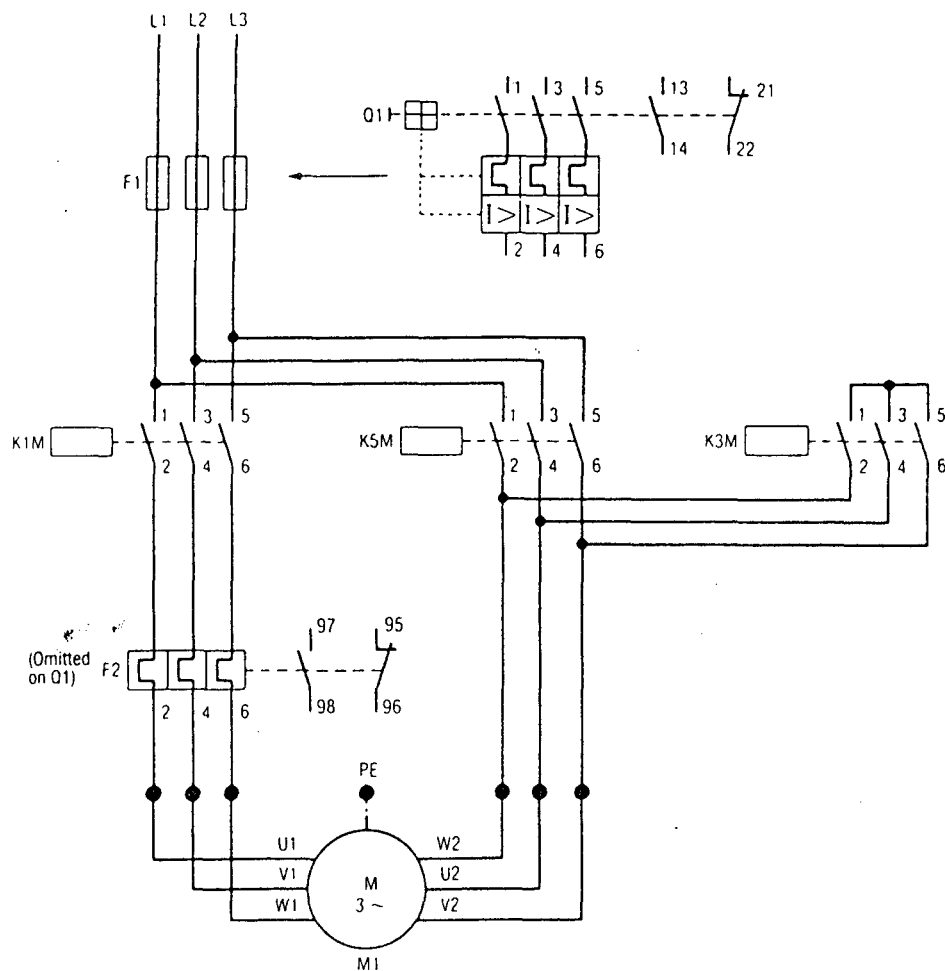 L1 L2 L3
Q1 1 3 5 13 21
14 22
F1
I> I> I>
2 4 6
1 3 5 1 3 5 1 3 5
K1M K5M K3M
2 4 6 2 4 6 2 4 6
97 95
(Omitted
on Q1)
F2
98 96
2 4 6
PE
U1 W2
V1 M U2
3 ~
W1 V2
M1